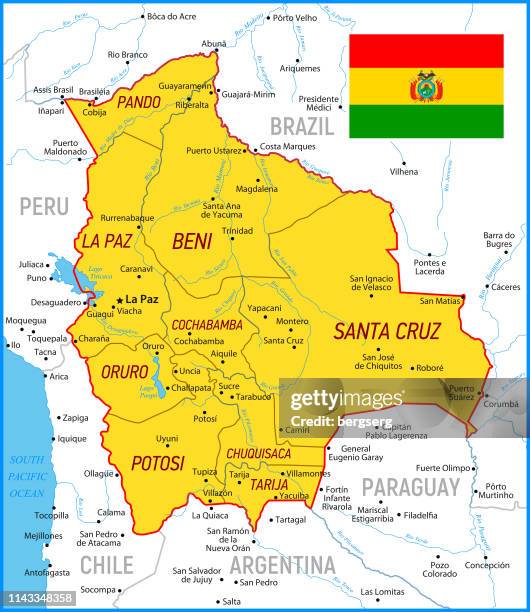 Bôca do Acre
Pôrto Velho
Rio Branco
Abunã
Ariquemes
Assis Brasil
Brasiléia
Guayaramerín
Guajará-Mirim
PANDO
Iñapari
Cobija
Riberalta
Presidente
Médici
BRAZIL
Puerto
Maldonado
Puerto Ustarez
Costa Marques
Vilhena
Magdalena
PERU
Santa Ana
de Yacuma
Rurrenabaque
Trinidad
LA PAZ
BENI
Barra do
Bugres
Juliaca
Puno
Lago
Titicaca
Caranavi
Pontes e
Lacerda
San Ignacio
de Velasco
Cáceres
Desaguadero
La Paz
San Matías
Guaqui
Viacha
Yapacani
Moquegua
COCHABAMBA
Montero
Toquepala
Charaña
Cochabamba
SANTA CRUZ
Ilo
Oruro
Santa Cruz
Tacna
Aiquile
San José
de Chiquitos
ORURO
Uncia
Roboré
Arica
Challapata
Sucre
Puerto
Suárez
Lago
Poopó
Tarabuco
Corumbá
gettyimages
Credit: bergserg
Zapiga
Potosí
Camiri
Capitán
Pablo Lagerenza
Iquique
Uyuni
General
Eugenio Garay
SOUTH
PACIFIC
OCEAN
POTOSI
CHUQUISACA
Fuerte Olimpo
Ollagüe
Tupiza
Tarija
Villamontes
PARAGUAY
TARIJA
Pôrto
Murtinho
Villazón
Yacuiba
Fortín
Infante
Rivarola
Mariscal
Estigarribia
Filadelfia
Tocopilla
Calama
La Quiaca
Tartagal
Mejillones
San Pedro
de Atacama
San Ramón
de la
Nueva Orán
CHILE
ARGENTINA
Pozo
Colorado
Concepción
Antofagasta
San Salvador
de Jujuy
San Pedro
Las Lomitas
Socompa
Salta
1143348358